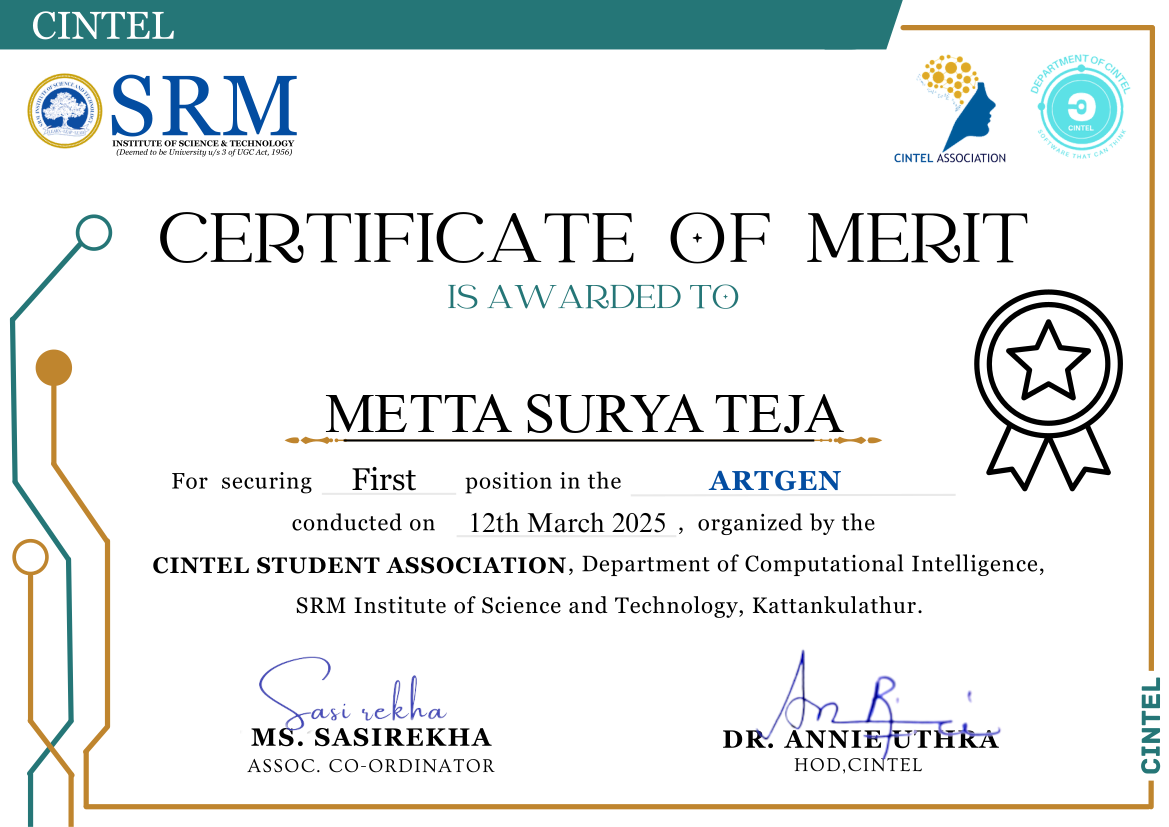 CINTEL
SRM
INSTITUTE OF SCIENCE & TECHNOLOGY
(Deemed to be University u/s 3 of UGC Act, 1956)
CINTEL ASSOCIATION
DEPARTMENT OF CINTEL
CINTEL
SOFTWARE THAT CAN THINK
CERTIFICATE OF MERIT
IS AWARDED TO
METTA SURYA TEJA
For securing First position in the ARTGEN
conducted on 12th March 2025 , organized by the
CINTEL STUDENT ASSOCIATION, Department of Computational Intelligence,
SRM Institute of Science and Technology, Kattankulathur.
Sasi rekha
MS. SASIREKHA
ASSOC. CO-ORDINATOR
DR. ANNIE UTHRA
HOD,CINTEL
CINTEL